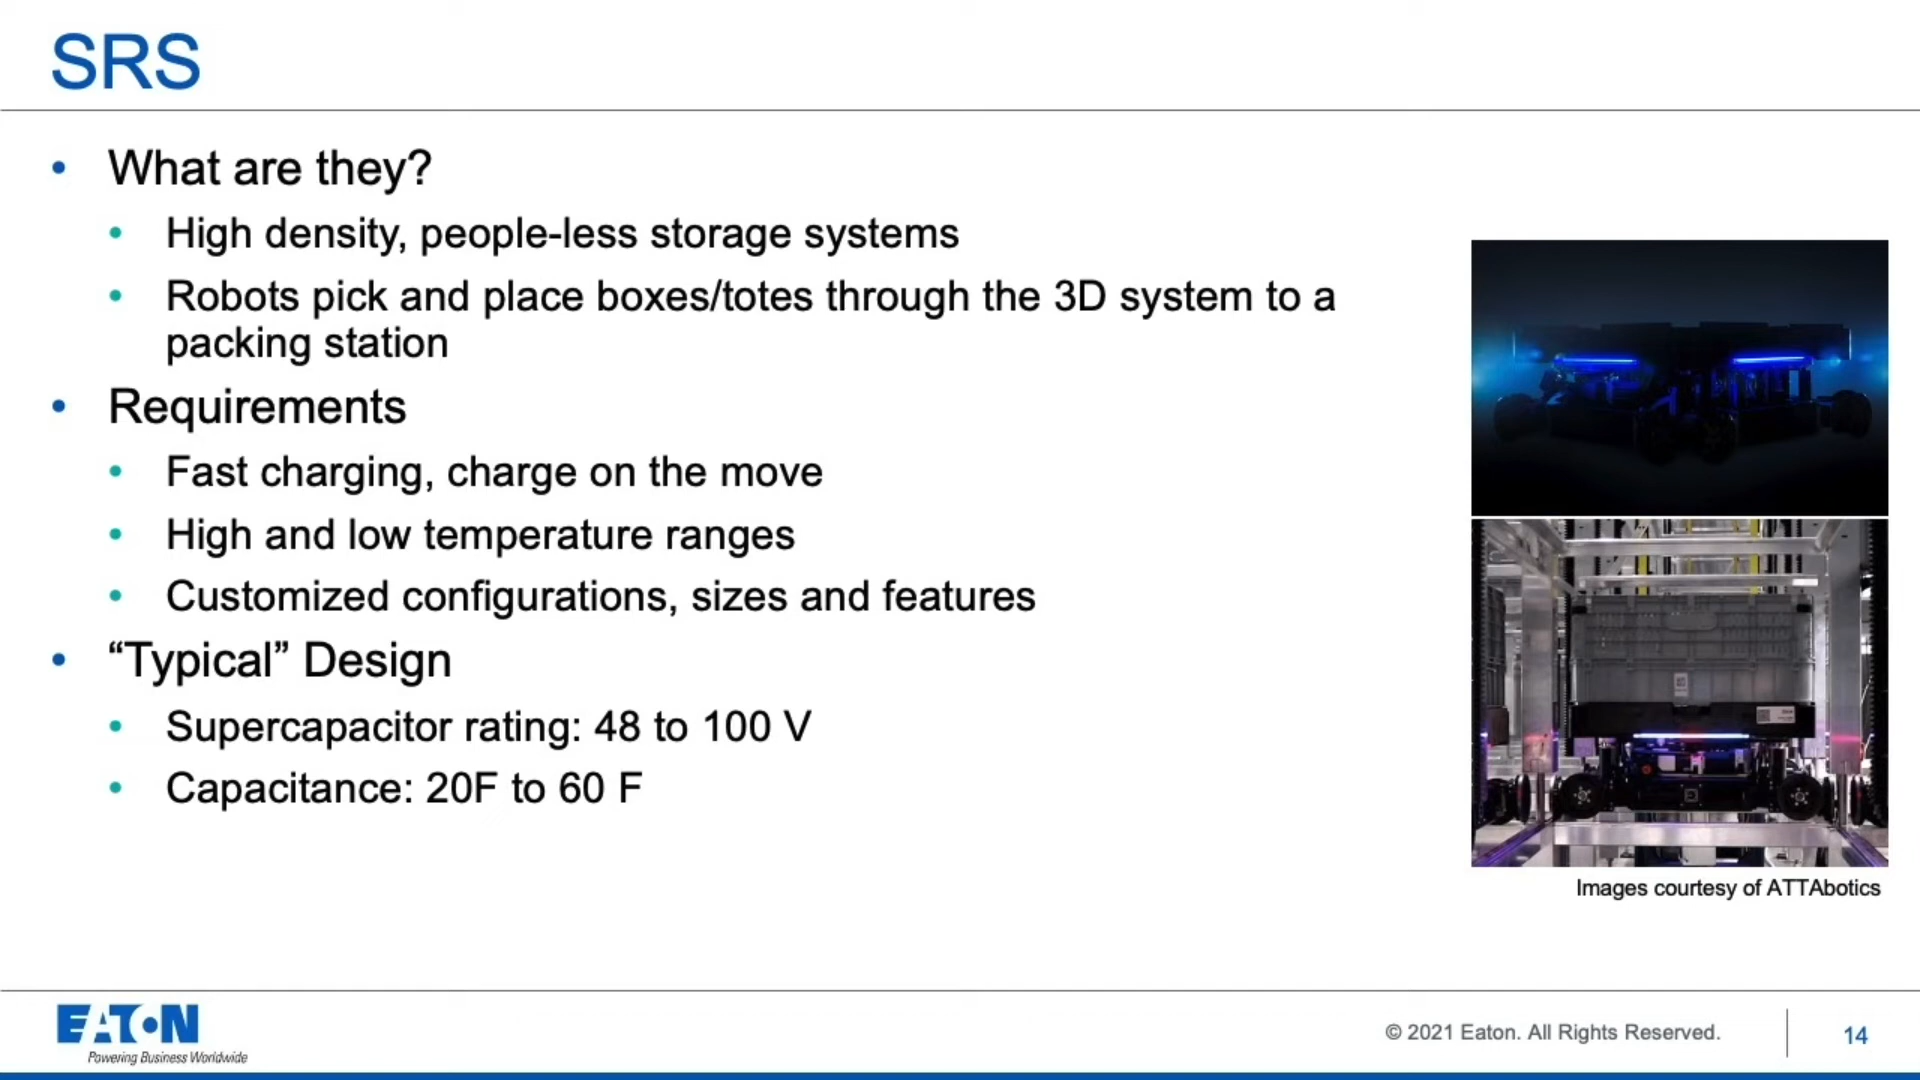 SRS
• What are they?
• High density, people-less storage systems
• Robots pick and place boxes/totes through the 3D system to a
packing station
• Requirements
• Fast charging, charge on the move
• High and low temperature ranges
• Customized configurations, sizes and features
• “Typical” Design
• Supercapacitor rating: 48 to 100 V
• Capacitance: 20F to 60 F
Images courtesy of ATTAbotics
EATON
Powering Business Worldwide
© 2021 Eaton. All Rights Reserved.
14